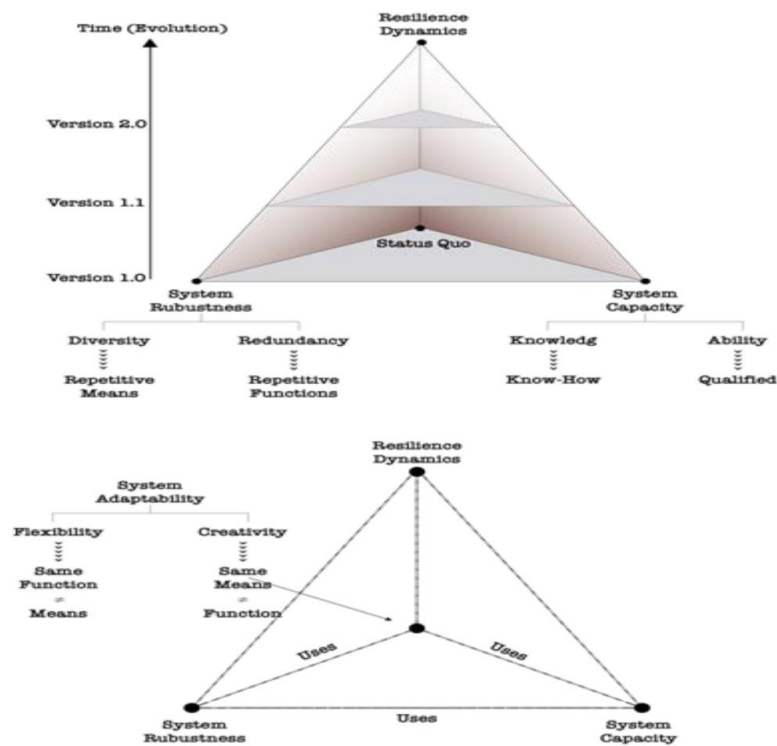 Resilience
Dynamics
Time (Evolution)
Version 2.0
Version 1.1
Status Quo
Version 1.0
System
Rubustness
System
Capacity
Diversity
Redundancy
Knowledg
Ability
Repetitive
Means
Repetitive
Functions
Know-How
Qualified
Resilience
Dynamics
System
Adaptability
Flexibility
Creativity
Same
Function
≠
Means
Same
Means
≠
Function
Uses
Uses
Uses
System
Rubustness
System
Capacity